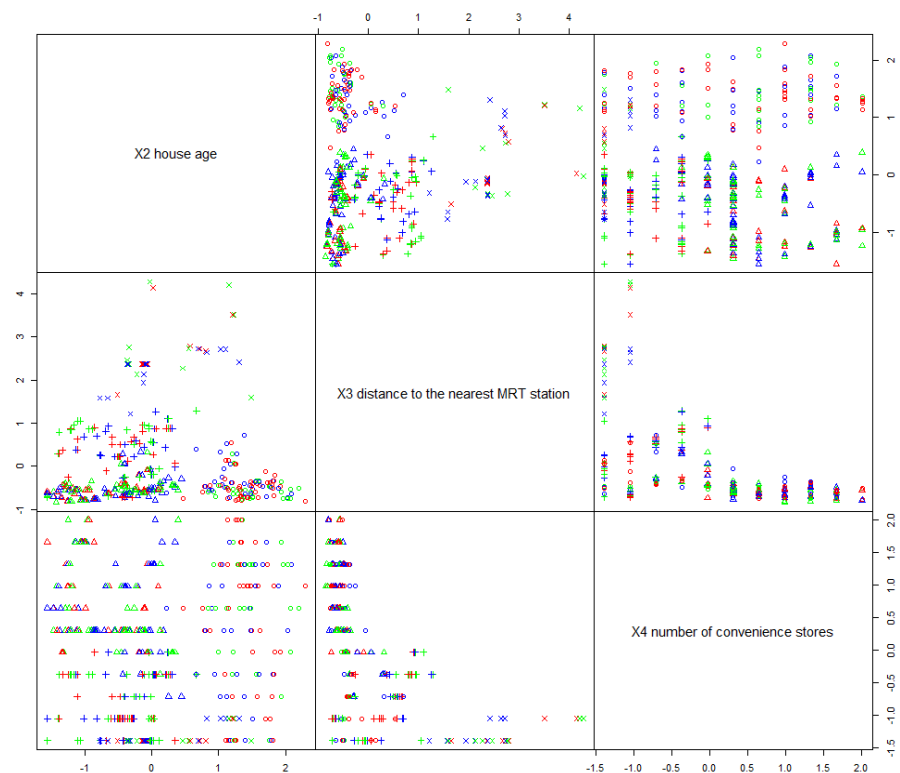 -1 0 1 2 3 4
X2 house age
-1 0 1 2
X3 distance to the nearest MRT station
-1 0 1 2 3 4
X4 number of convenience stores
-1.5 -1.0 -0.5 0.0 0.5 1.0 1.5 2.0
-1 0 1 2
-1.5 -1.0 -0.5 0.0 0.5 1.0 1.5 2.0